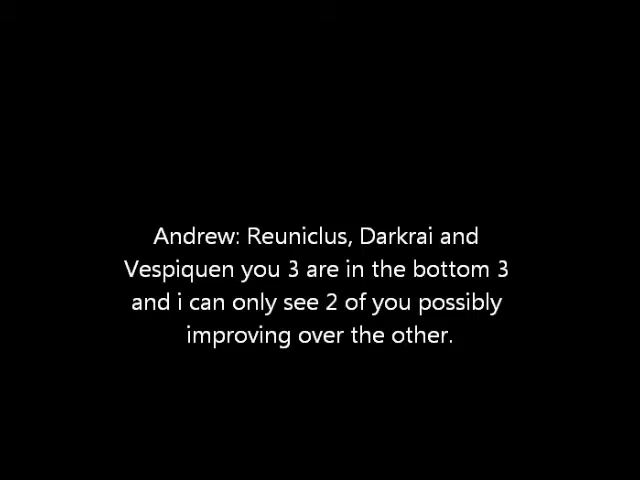 Andrew: Reuniclus, Darkrai and
Vespiquen you 3 are in the bottom 3
and i can only see 2 of you possibly
improving over the other.